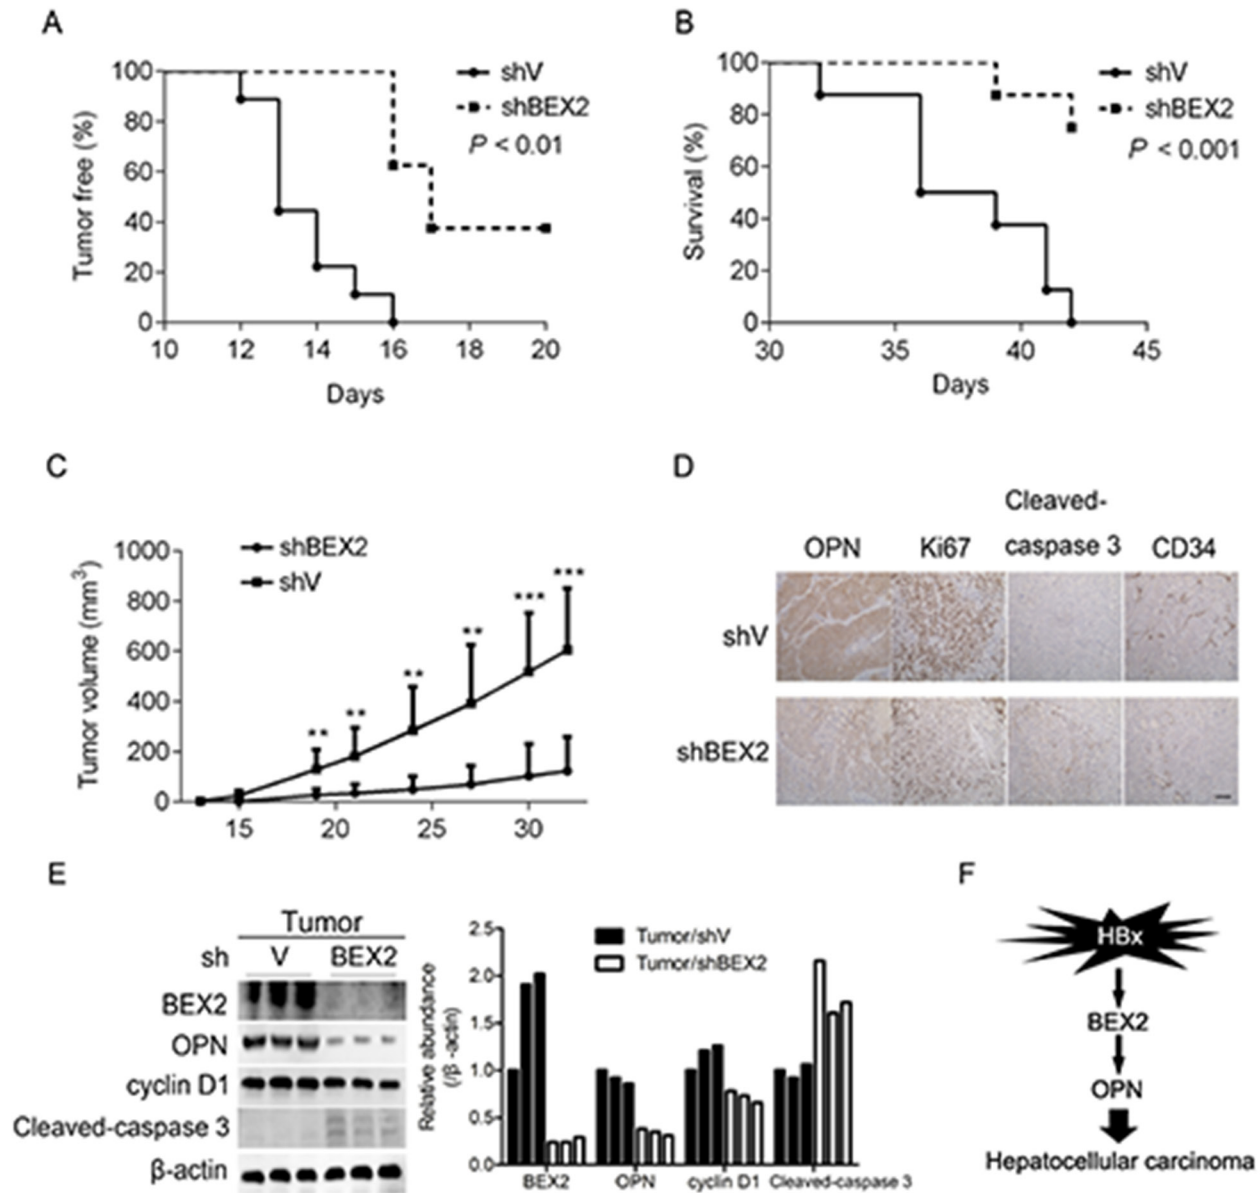 A
100
80
60
40
20
0
Tumor free (%)
10 12 14 16 18 20
Days
shV
shBEX2
P < 0.01
B
100
80
60
40
20
0
Survival (%)
30 35 40 45
Days
shV
shBEX2
P < 0.001
C
1000
800
600
400
200
0
Tumor volume (mm3)
15 20 25 30
shBEX2
shV
** ** ** ** *** ***
D
Cleaved-
OPN Ki67 caspase 3 CD34
shV
shBEX2
E
Tumor
sh V BEX2
BEX2
OPN
cyclin D1
Cleaved-caspase 3
β-actin
2.5
2.0
1.5
1.0
0.5
0.0
Relative abundance
(/β -actin)
Tumor/shV
Tumor/shBEX2
BEX2 OPN cyclin D1 Cleaved-caspase 3
F
HBx
BEX2
OPN
Hepatocellular carcinoma